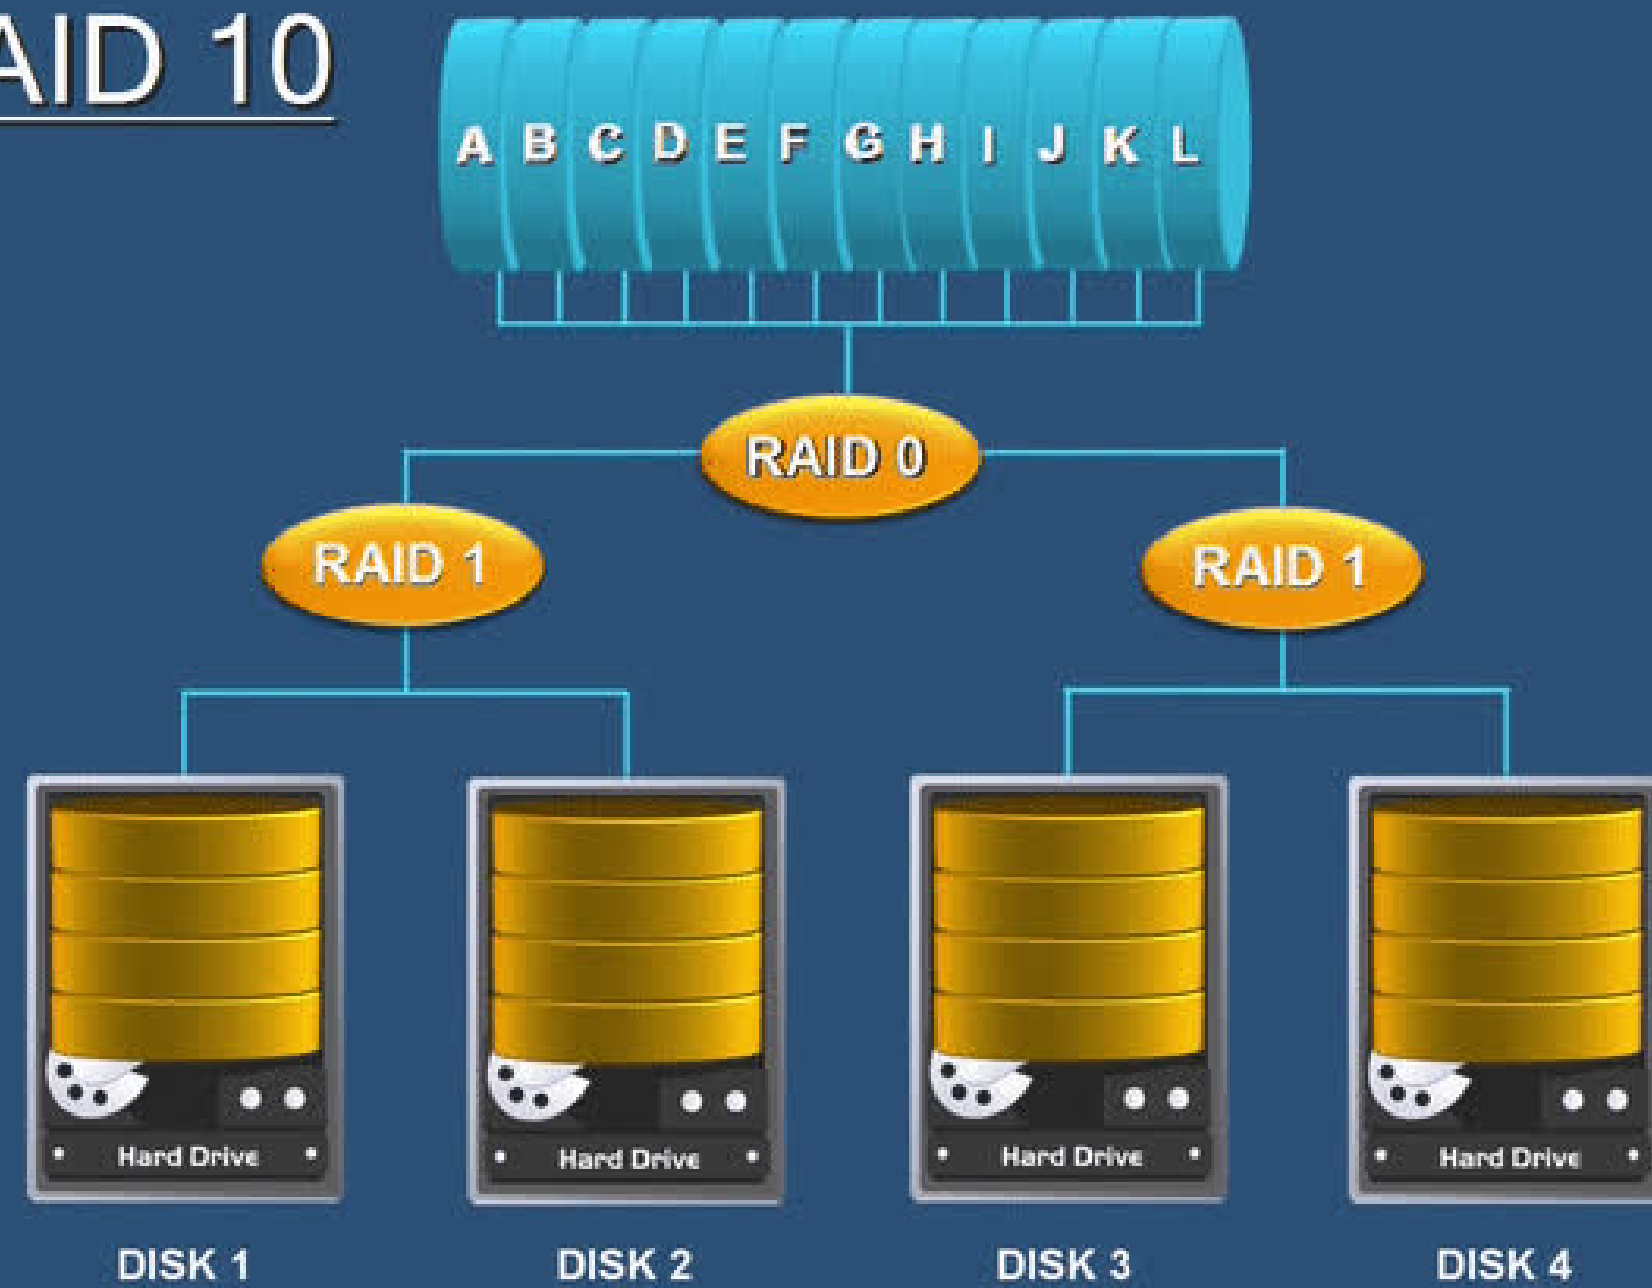 AID 10
A B C D E F G H I J K L
RAID 0
RAID 1 RAID 1
Hard Drive Hard Drive Hard Drive Hard Drive
DISK 1 DISK 2 DISK 3 DISK 4